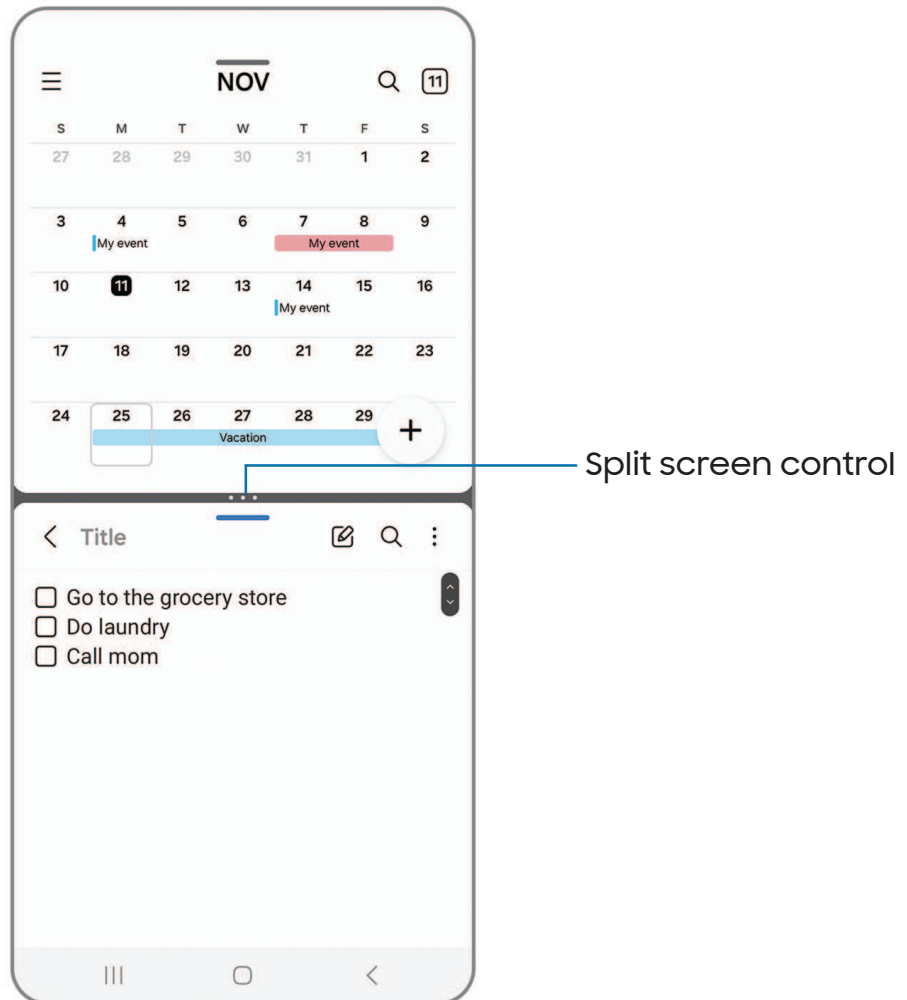 NOV
11
S M T W T F S
27 28 29 30 31 1 2
3 4 5 6 7 8 9
My event My event
10 11 12 13 14 15 16
My event
17 18 19 20 21 22 23
24 25 26 27 28 29
Vacation
Split screen control
Title
Go to the grocery store
Do laundry
Call mom